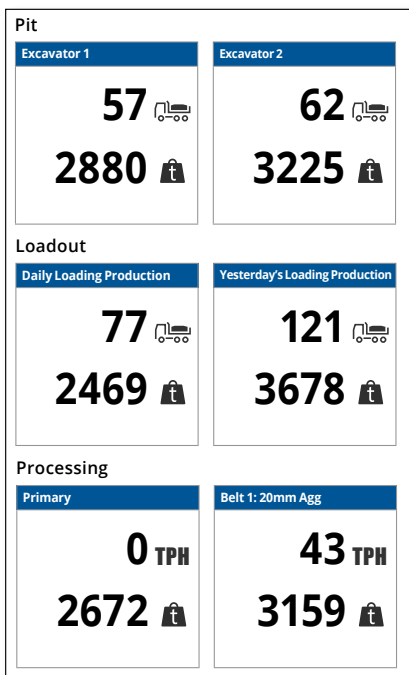 Pit
Excavator 1
Excavator 2
57
62
2880 t
3225 t
Loadout
Daily Loading Production
Yesterday's Loading Production
77
121
2469 t
3678 t
Processing
Primary
Belt 1: 20mm Agg
0 TPH
43 TPH
2672 t
3159 t